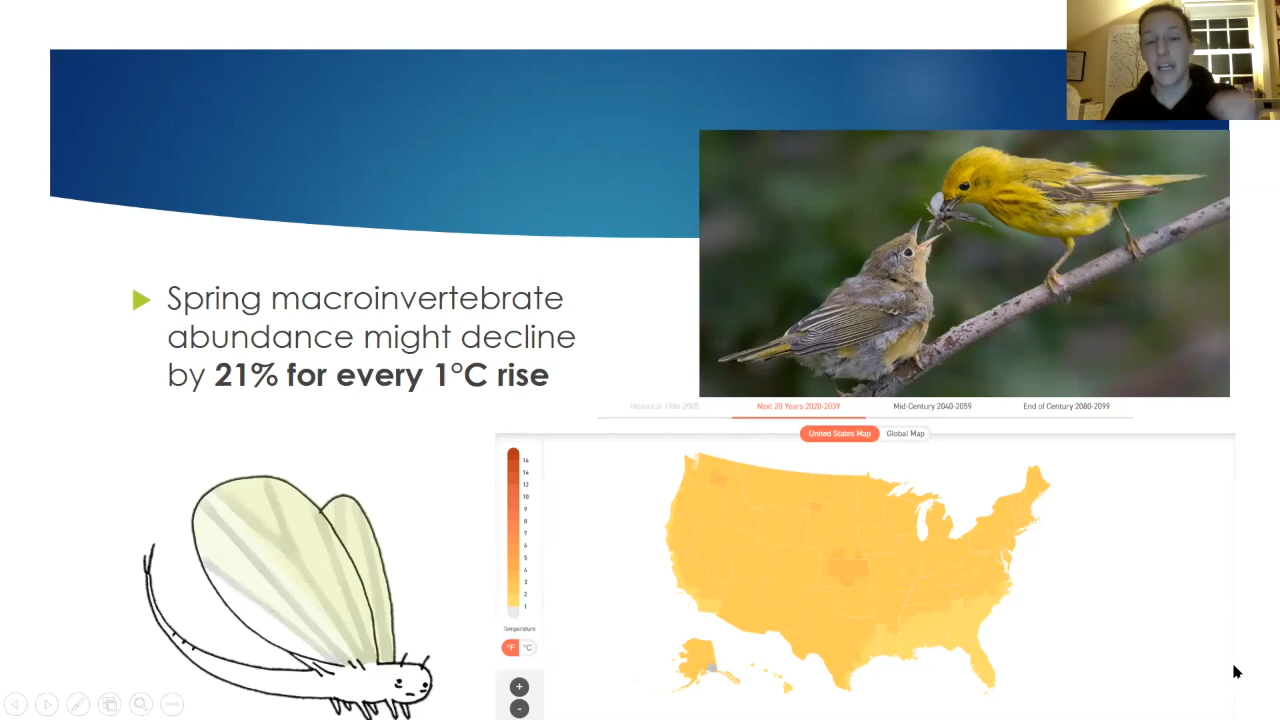 Spring macroinvertebrate
abundance might decline
by 21% for every 1°C rise
Historical 1986-2005
Next 20 Years 2020-2039
Mid-Century 2040-2059
End of Century 2080-2099
United States Map
Global Map
16
14
12
10
9
8
7
6
5
4
3
2
1
Temperature
°F
°C
+
-